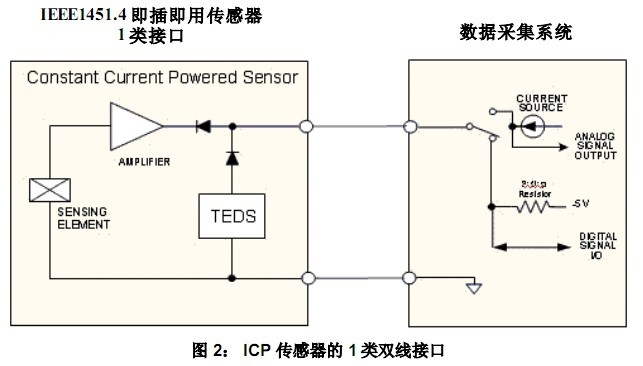 IEEE1451.4 即插即用传感器
1 类接口
数据采集系统
Constant Current Powered Sensor
AMPLIFIER
SENSING
ELEMENT
TEDS
CURRENT
SOURCE
ANALOG
SIGNAL
OUTPUT
Resistor
-5V
DIGITAL
SIGNAL
I/O
图 2： ICP 传感器的 1 类双线接口